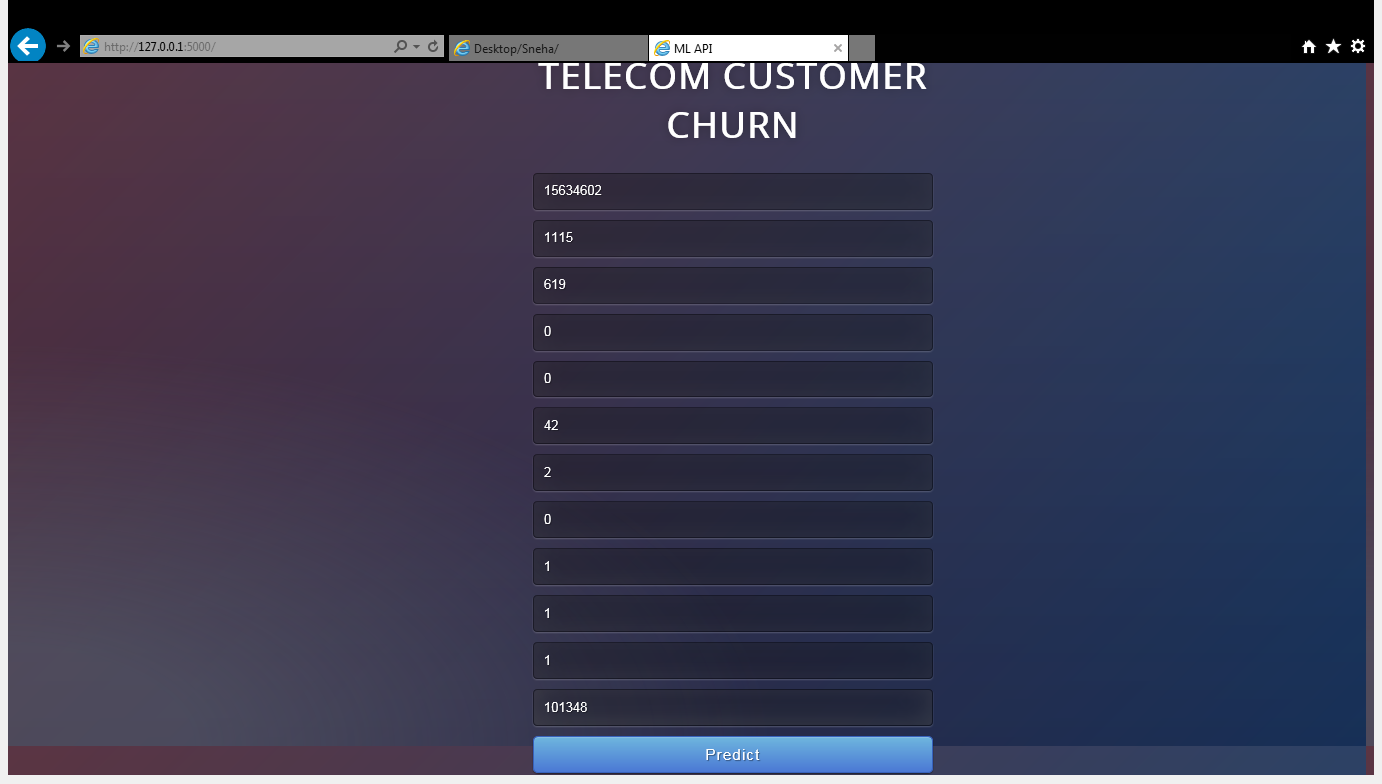 http://127.0.0.1:5000/
Desktop/Sneha/
ML API
TELECOM CUSTOMER
CHURN
15634602
1115
619
0
0
42
2
0
1
1
1
101348
Predict